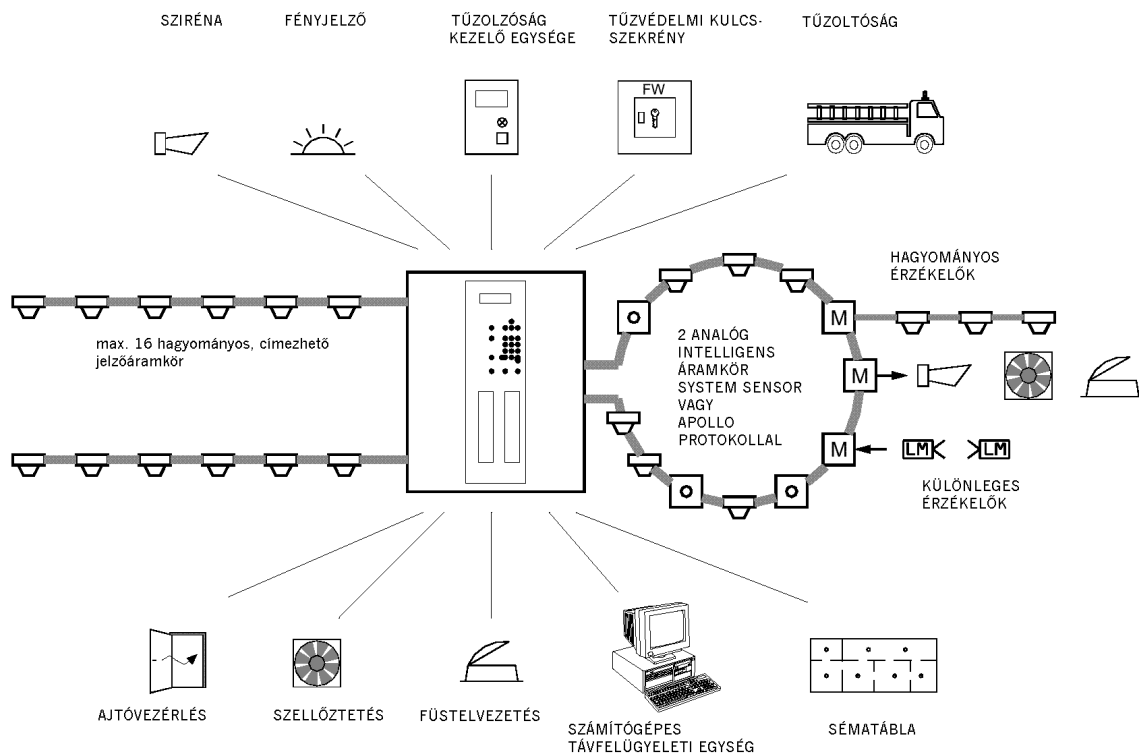 SZIRÉNA
FÉNYJELZŐ
TŰZOLZÓSÁG
KEZELŐ EGYSÉGE
TŰZVÉDELMI KULCS-
SZEKRÉNY
TŰZOLTÓSÁG
FW
HAGYOMÁNYOS
ÉRZÉKELŐK
max. 16 hagyományos, címezhető
jelzőáramkör
2 ANALÓG
INTELLIGENS
ÁRAMKÖR
SYSTEM SENSOR
VAGY
APOLLO
PROTOKOLLAL
M
M
M
LM
LM
KÜLÖNLEGES
ÉRZÉKELŐK
AJTÓVEZÉRLÉS
SZELLŐZTETÉS
FÜSTELVEZETÉS
SZÁMÍTÓGÉPES
TÁVFELÜGYELETI EGYSÉG
SÉMATÁBLA